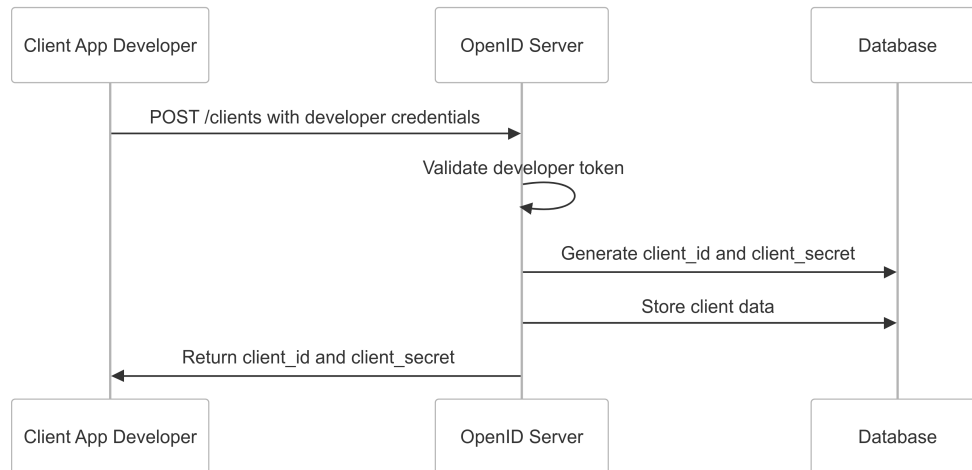 Client App Developer
OpenID Server
Database
POST /clients with developer credentials
Validate developer token
Generate client_id and client_secret
Store client data
Return client_id and client_secret
Client App Developer
OpenID Server
Database